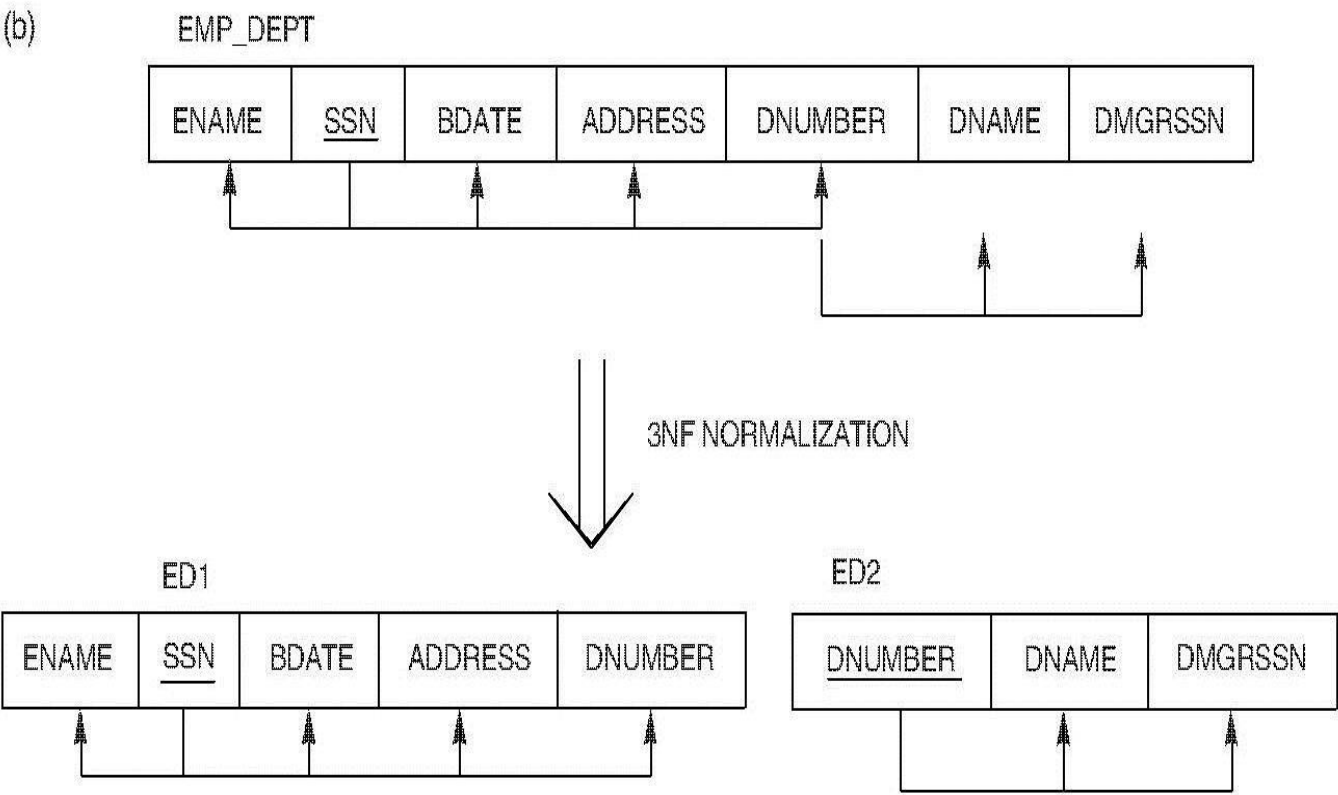 (b) EMP_DEPT
ENAME SSN BDATE ADDRESS DNUMBER DNAME DMGRSSN
3NF NORMALIZATION
ED1 ED2
ENAME SSN BDATE ADDRESS DNUMBER DNUMBER DNAME DMGRSSN